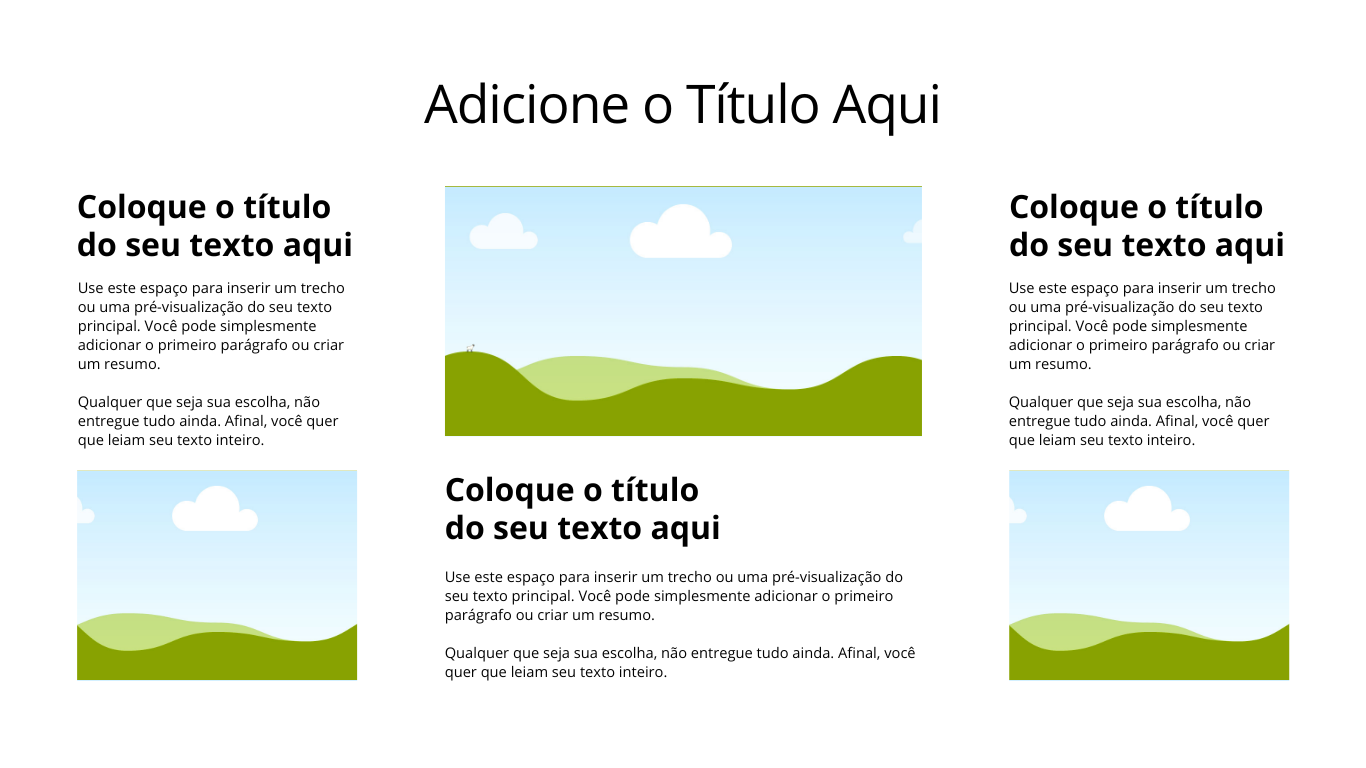 Adicione o Título Aqui
Coloque o título
do seu texto aqui
Use este espaço para inserir um trecho
ou uma pré-visualização do seu texto
principal. Você pode simplesmente
adicionar o primeiro parágrafo ou criar
um resumo.
Qualquer que seja sua escolha, não
entregue tudo ainda. Afinal, você quer
que leiam seu texto inteiro.
Coloque o título
do seu texto aqui
Use este espaço para inserir um trecho ou uma pré-visualização do
seu texto principal. Você pode simplesmente adicionar o primeiro
parágrafo ou criar um resumo.
Qualquer que seja sua escolha, não entregue tudo ainda. Afinal, você
quer que leiam seu texto inteiro.
Coloque o título
do seu texto aqui
Use este espaço para inserir um trecho
ou uma pré-visualização do seu texto
principal. Você pode simplesmente
adicionar o primeiro parágrafo ou criar
um resumo.
Qualquer que seja sua escolha, não
entregue tudo ainda. Afinal, você quer
que leiam seu texto inteiro.